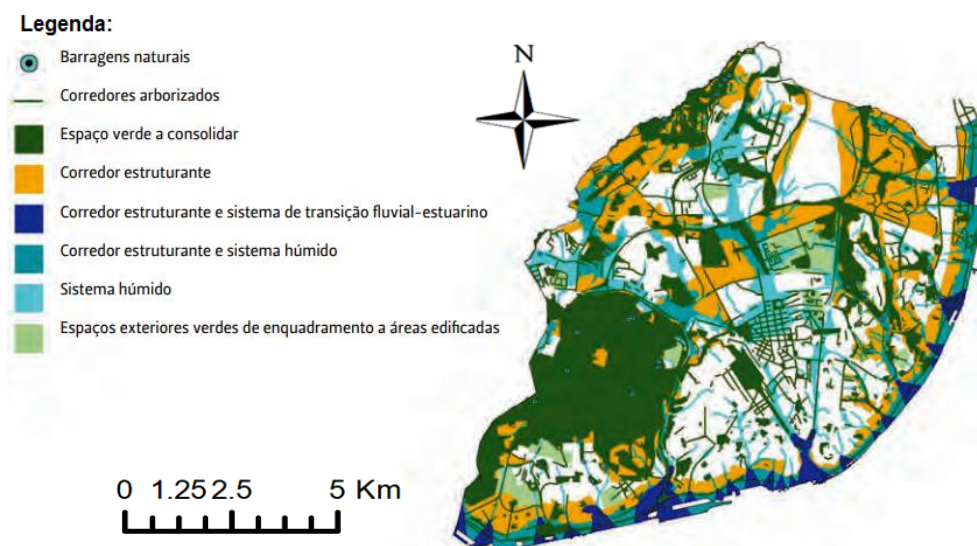 Legenda:
Barragens naturais
Corredores arborizados
Espaço verde a consolidar
Corredor estruturante
Corredor estruturante e sistema de transição fluvial-estuarino
Corredor estruturante e sistema húmido
Sistema húmido
Espaços exteriores verdes de enquadramento a áreas edificadas
N
0 1.25 2.5 5 Km